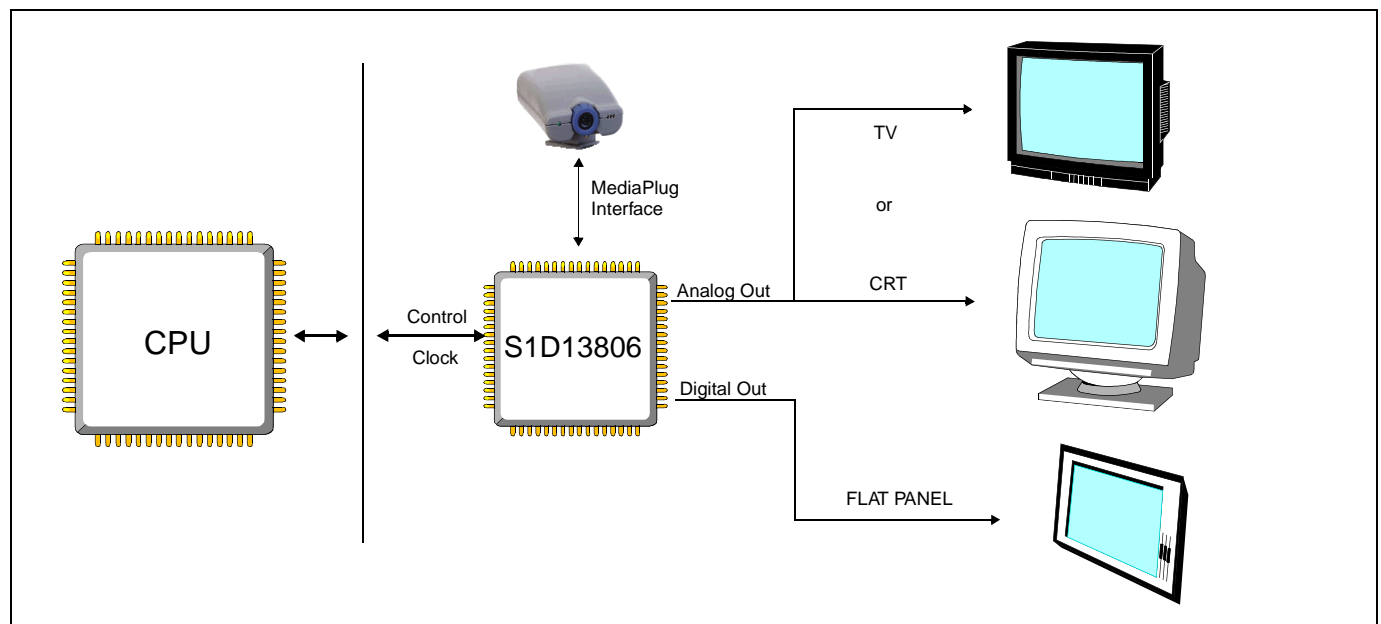 CPU
Control
Clock
MediaPlug
Interface
S1D13806
Analog Out
Digital Out
TV
or
CRT
FLAT PANEL